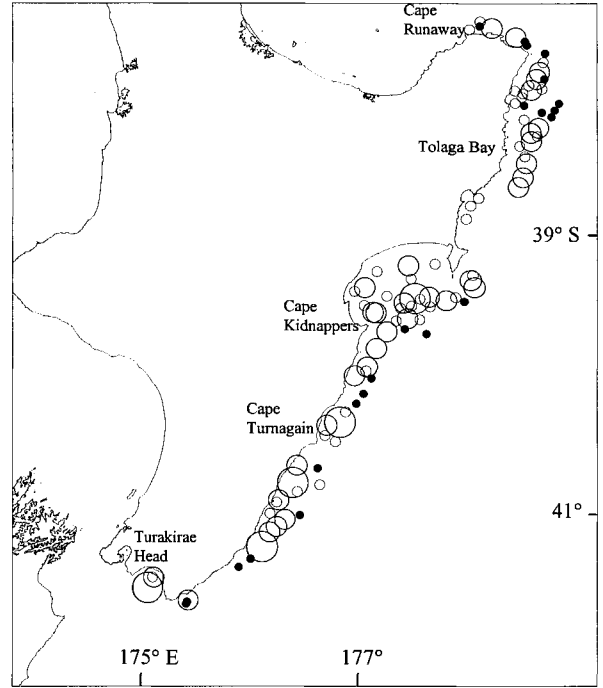 Cape
Runaway
Tolaga Bay
39° S
Cape
Kidnappers
Cape
Turnagain
41°
Turakirae
Head
175° E
177°